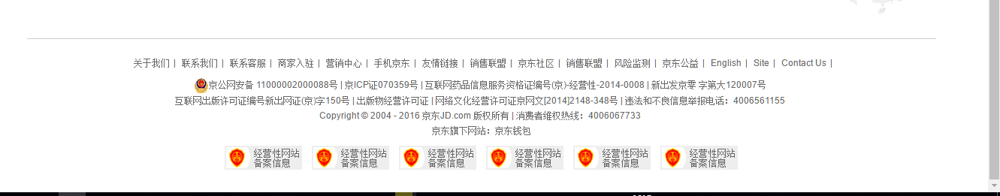 关于我们 | 联系我们 | 联系客服 | 商家入驻 | 营销中心 | 手机京东 | 友情链接 | 销售联盟 | 京东社区 | 销售联盟 | 风险监测 | 京东公益 | English | Site | Contact Us |
京公网安备 11000002000088号 | 京ICP证070359号 | 互联网药品信息服务资格证编号(京)-经营性-2014-0008 | 新出发京零 字第大120007号
互联网出版许可证编号新出网证(京)字150号 | 出版物经营许可证 | 网络文化经营许可证京网文[2014]2148-348号 | 违法和不良信息举报电话：4006561155
Copyright © 2004 - 2016 京东JD.com 版权所有 | 消费者维权热线：4006067733
京东旗下网站：京东钱包
经营性网站 经营性网站 经营性网站 经营性网站 经营性网站 经营性网站
备案信息 备案信息 备案信息 备案信息 备案信息 备案信息